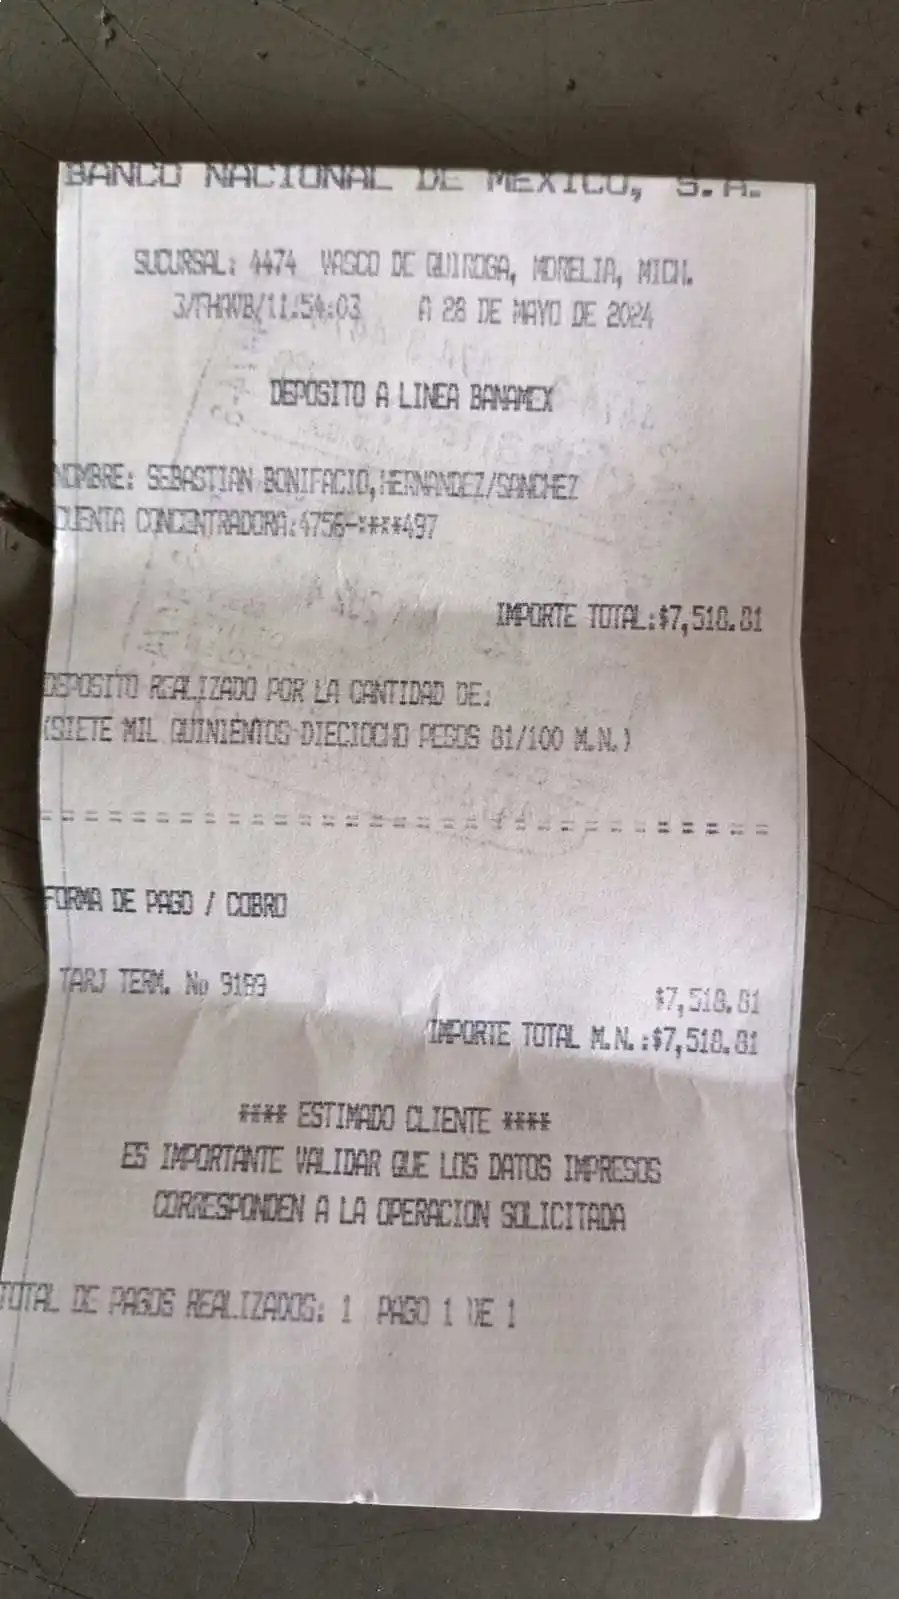 BANCO NACIONAL DE MEXICO, S.A.
SUCURSAL: 4474 VASCO DE QUIROGA, MORELIA, MICH.
3/FHAVB/11:54:03 A 28 DE MAYO DE 2024
DEPOSITO A LINEA BANAMEX
NOMBRE: SEBASTIAN BONIFACIO,HERNANDEZ/SANCHEZ
CUENTA CONCENTRADORA:4756-****497
IMPORTE TOTAL:$7,518.81
DEPOSITO REALIZADO POR LA CANTIDAD DE:
(SIETE MIL QUINIENTOS DIECIOCHO PESOS 81/100 M.N.)
FORMA DE PAGO / COBRO
TARJ TERM. No 9189 $7,518.81
IMPORTE TOTAL M.N.:$7,518.81
**** ESTIMADO CLIENTE ****
ES IMPORTANTE VALIDAR QUE LOS DATOS IMPRESOS
CORRESPONDEN A LA OPERACION SOLICITADA
TOTAL DE PAGOS REALIZADOS: 1 PAGO 1 DE 1